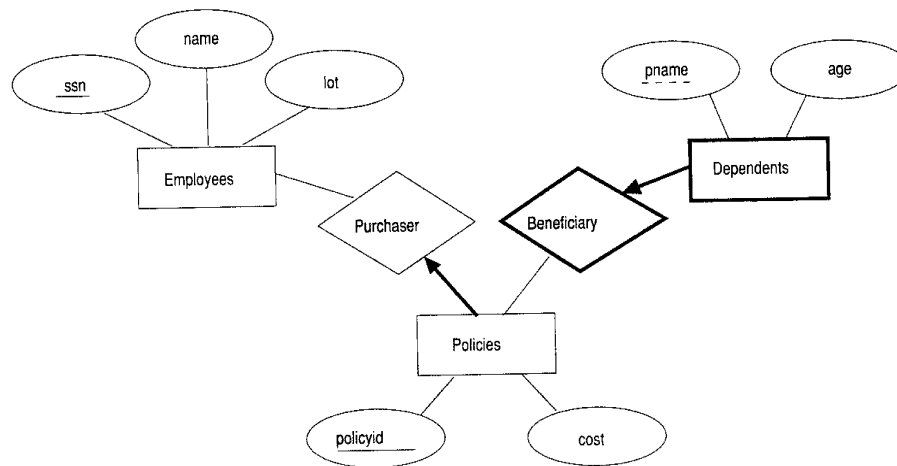 name
ssn
lot
pname
age
Employees
Dependents
Purchaser
Beneficiary
Policies
policyid
cost